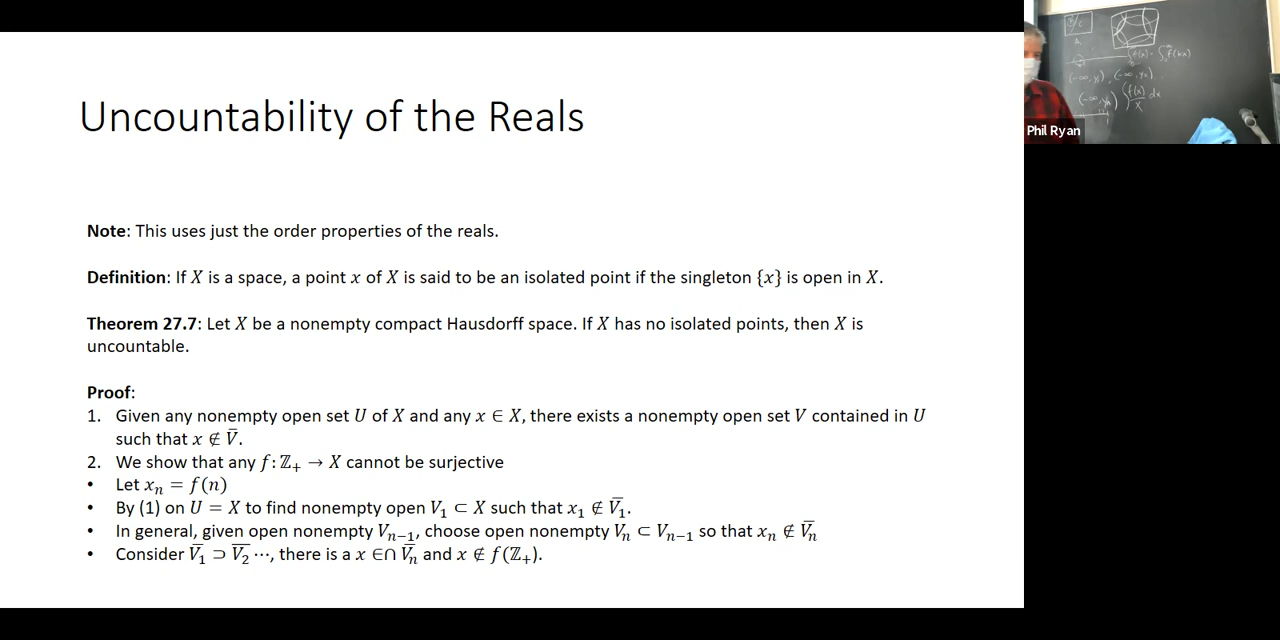 Uncountability of the Reals
Note: This uses just the order properties of the reals.
Definition: If X is a space, a point x of X is said to be an isolated point if the singleton {x} is open in X.
Theorem 27.7: Let X be a nonempty compact Hausdorff space. If X has no isolated points, then X is
uncountable.
Proof:
1. Given any nonempty open set U of X and any x ∈ X, there exists a nonempty open set V contained in U
such that x ∉ V̅.
2. We show that any f: ℤ₊ → X cannot be surjective
• Let xₙ = f(n)
• By (1) on U = X to find nonempty open V₁ ⊂ X such that x₁ ∉ V̅₁.
• In general, given open nonempty Vₙ₋₁, choose open nonempty Vₙ ⊂ Vₙ₋₁ so that xₙ ∉ V̅ₙ
• Consider V̅₁ ⊃ V̅₂ ⋯, there is a x ∈∩ V̅ₙ and x ∉ f(ℤ₊).
Phil Ryan